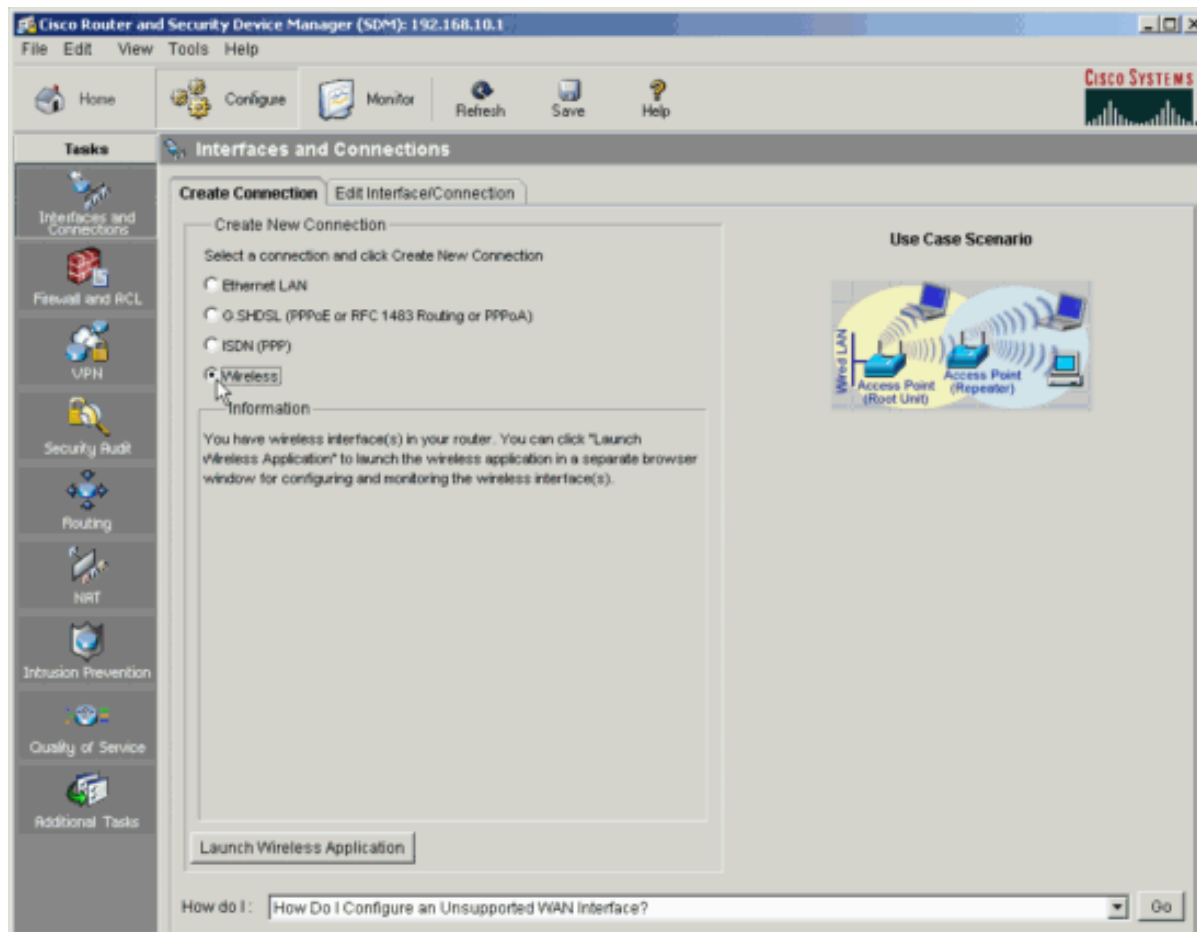 Cisco Router and Security Device Manager (SDM): 192.168.10.1
File Edit View Tools Help
Home Configure Monitor Refresh Save Help
CISCO SYSTEMS
Tasks
Interfaces and Connections
Interfaces and
Connections
Firewall and ACL
VPN
Security Audit
Routing
NAT
Intrusion Prevention
Quality of Service
Additional Tasks
Create Connection Edit Interface/Connection
Create New Connection
Select a connection and click Create New Connection
Ethernet LAN
G.SHDSL (PPPoE or RFC 1483 Routing or PPPoA)
ISDN (PPP)
Wireless
Information
You have wireless interface(s) in your router. You can click "Launch
Wireless Application" to launch the wireless application in a separate browser
window for configuring and monitoring the wireless interface(s).
Use Case Scenario
Wired LAN
Access Point
(Root Unit)
Access Point
(Repeater)
Launch Wireless Application
How do I: How Do I Configure an Unsupported WAN Interface? Go